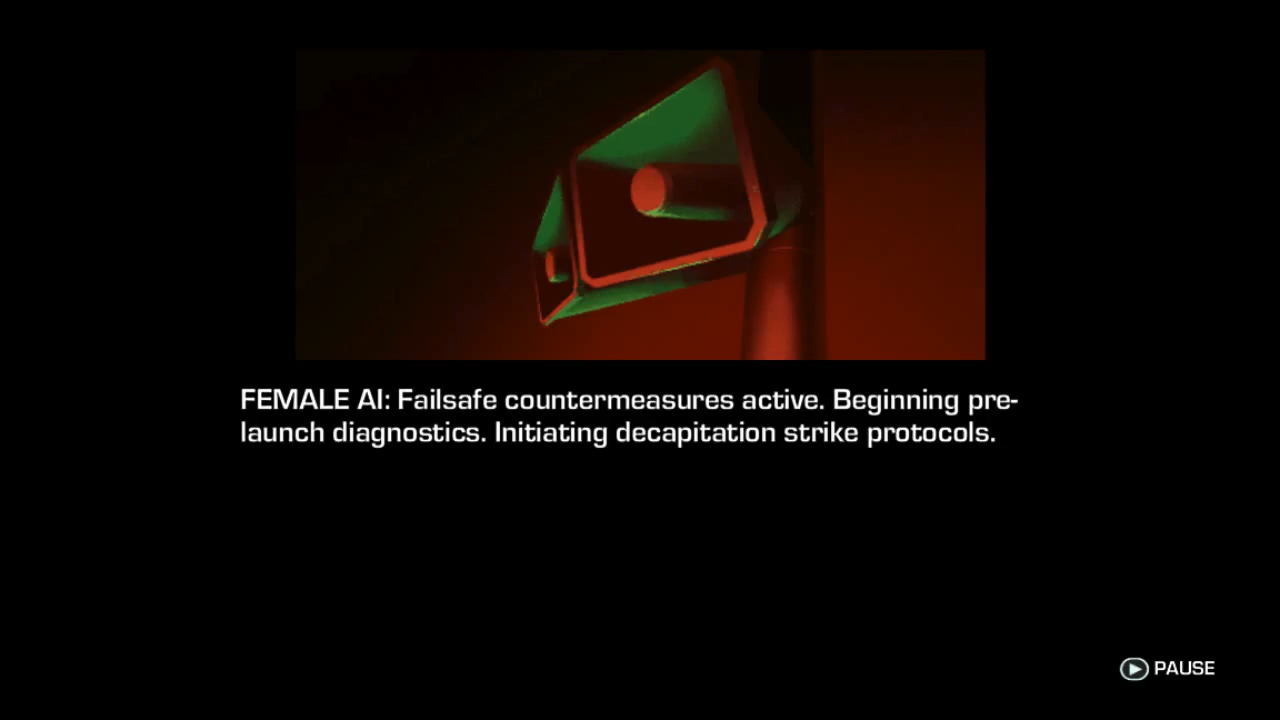 FEMALE AI: Failsafe countermeasures active. Beginning pre-
launch diagnostics. Initiating decapitation strike protocols.
PAUSE